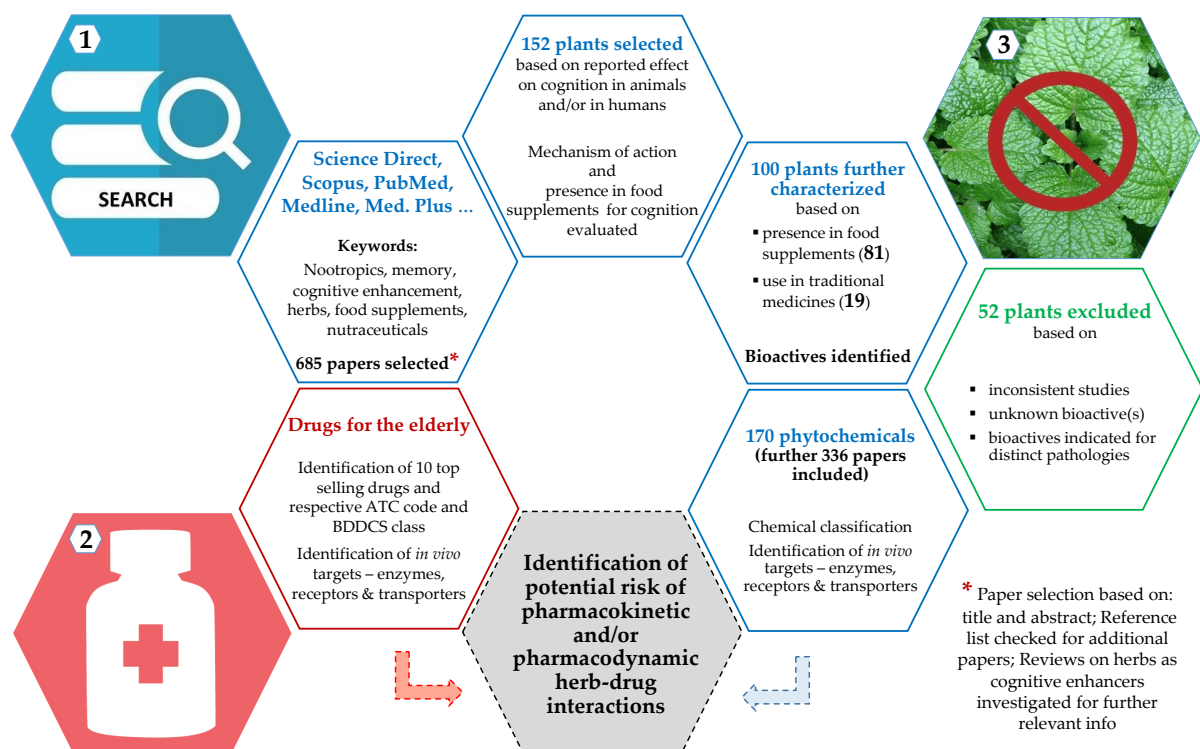 1
SEARCH
Science Direct,
Scopus, PubMed,
Medline, Med. Plus ...
Keywords:
Nootropics, memory,
cognitive enhancement,
herbs, food supplements,
nutraceuticals
685 papers selected*
152 plants selected
based on reported effect
on cognition in animals
and/or in humans
Mechanism of action
and
presence in food
supplements for cognition
evaluated
100 plants further
characterized
based on
▪ presence in food
supplements (81)
▪ use in traditional
medicines (19)
Bioactives identified
3
52 plants excluded
based on
▪ inconsistent studies
▪ unknown bioactive(s)
▪ bioactives indicated for
distinct pathologies
Drugs for the elderly
Identification of 10 top
selling drugs and
respective ATC code and
BDDCS class
Identification of in vivo
targets – enzymes,
receptors & transporters
2
170 phytochemicals
(further 336 papers
included)
Chemical classification
Identification of in vivo
targets – enzymes,
receptors & transporters
Identification of
potential risk of
pharmacokinetic
and/or
pharmacodynamic
herb-drug
interactions
* Paper selection based on:
title and abstract; Reference
list checked for additional
papers; Reviews on herbs as
cognitive enhancers
investigated for further
relevant info